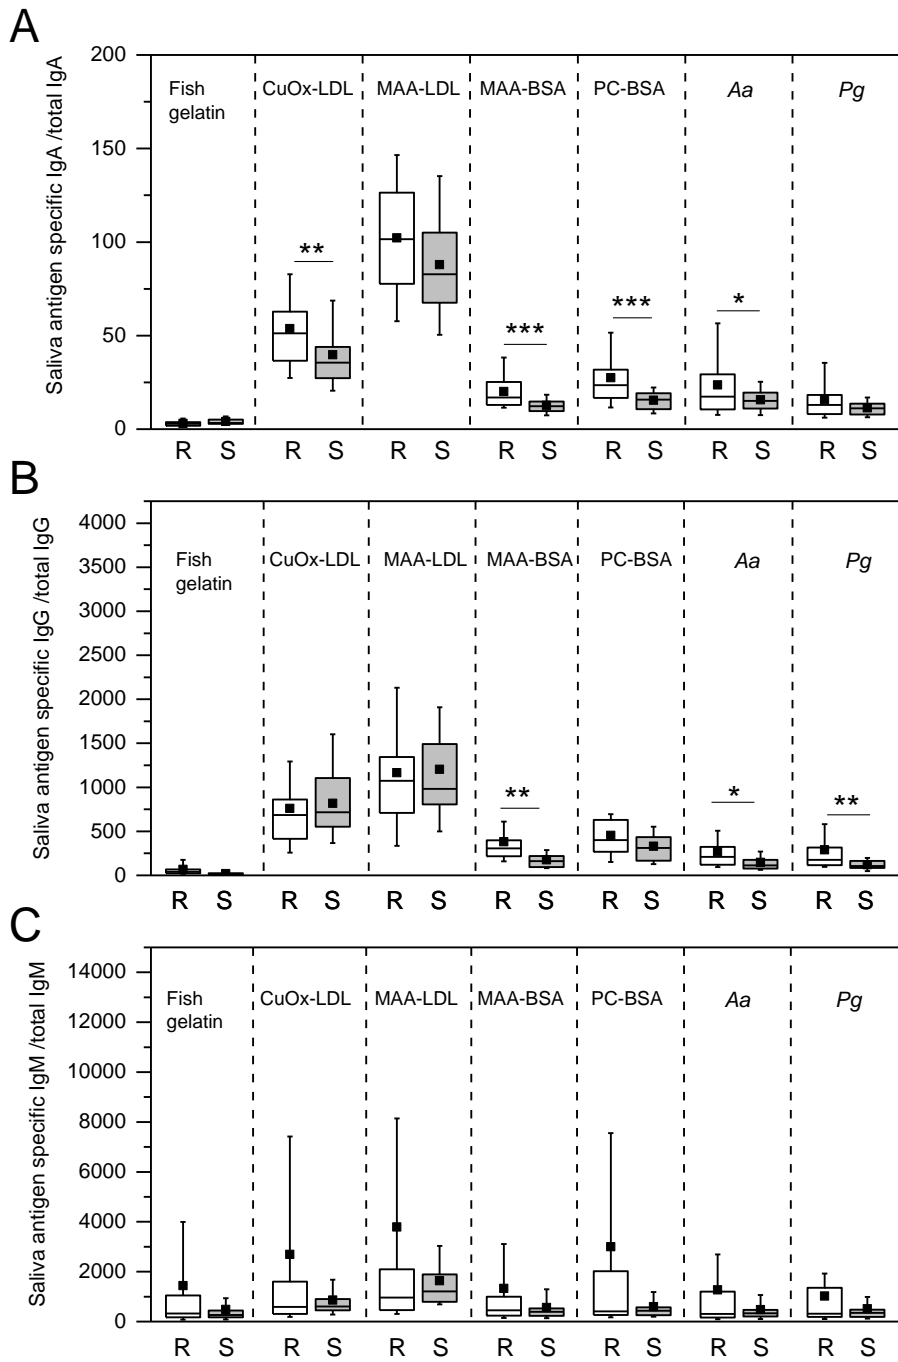 A
Saliva antigen specific IgA /total IgA
200
150
100
50
0
Fish
gelatin
CuOx-LDL
MAA-LDL
MAA-BSA
PC-BSA
Aa
Pg
**
***
***
*
R S R S R S R S R S R S R S
B
Saliva antigen specific IgG /total IgG
4000
3500
3000
2500
2000
1500
1000
500
0
Fish
gelatin
CuOx-LDL
MAA-LDL
MAA-BSA
PC-BSA
Aa
Pg
**
*
**
R S R S R S R S R S R S R S
C
Saliva antigen specific IgM /total IgM
14000
12000
10000
8000
6000
4000
2000
0
Fish
gelatin
CuOx-LDL
MAA-LDL
MAA-BSA
PC-BSA
Aa
Pg
R S R S R S R S R S R S R S